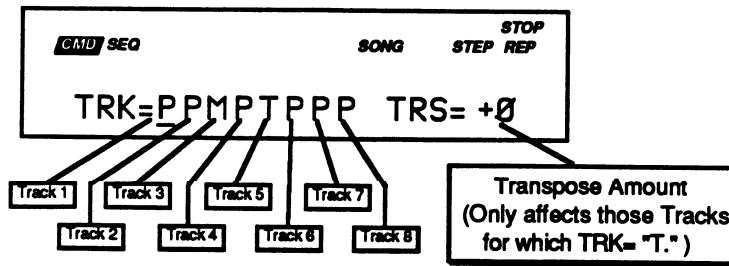 STOP
CMD SEQ SONG STEP REP
TRK=PPMPTPPP TRS= +0
Track 1 Track 3 Track 5 Track 7
Track 2 Track 4 Track 6 Track 8
Transpose Amount
(Only affects those Tracks
for which TRK= "T." )